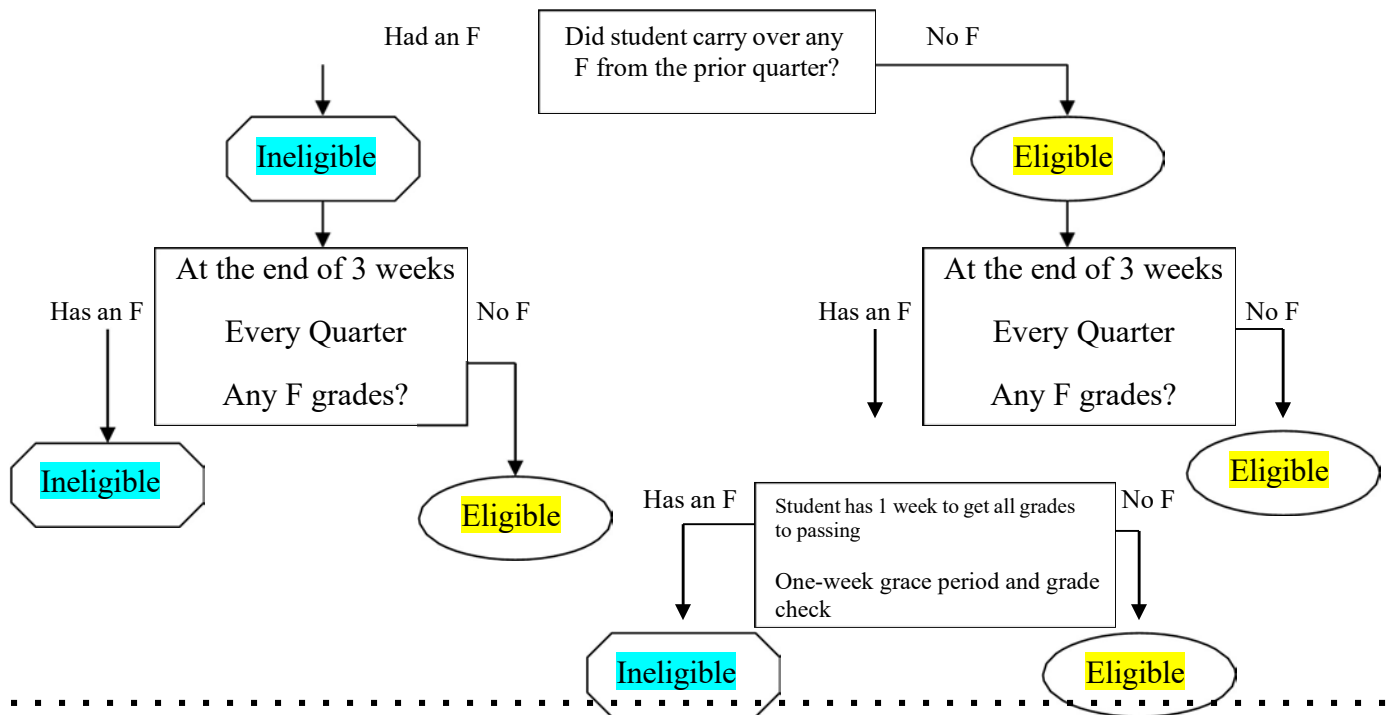 Had an F
Did student carry over any
F from the prior quarter?
No F
Ineligible
Eligible
At the end of 3 weeks
Every Quarter
Any F grades?
Has an F
No F
At the end of 3 weeks
Every Quarter
Any F grades?
Has an F
No F
Ineligible
Eligible
Eligible
Has an F
Student has 1 week to get all grades
to passing
One-week grace period and grade
check
No F
Ineligible
Eligible